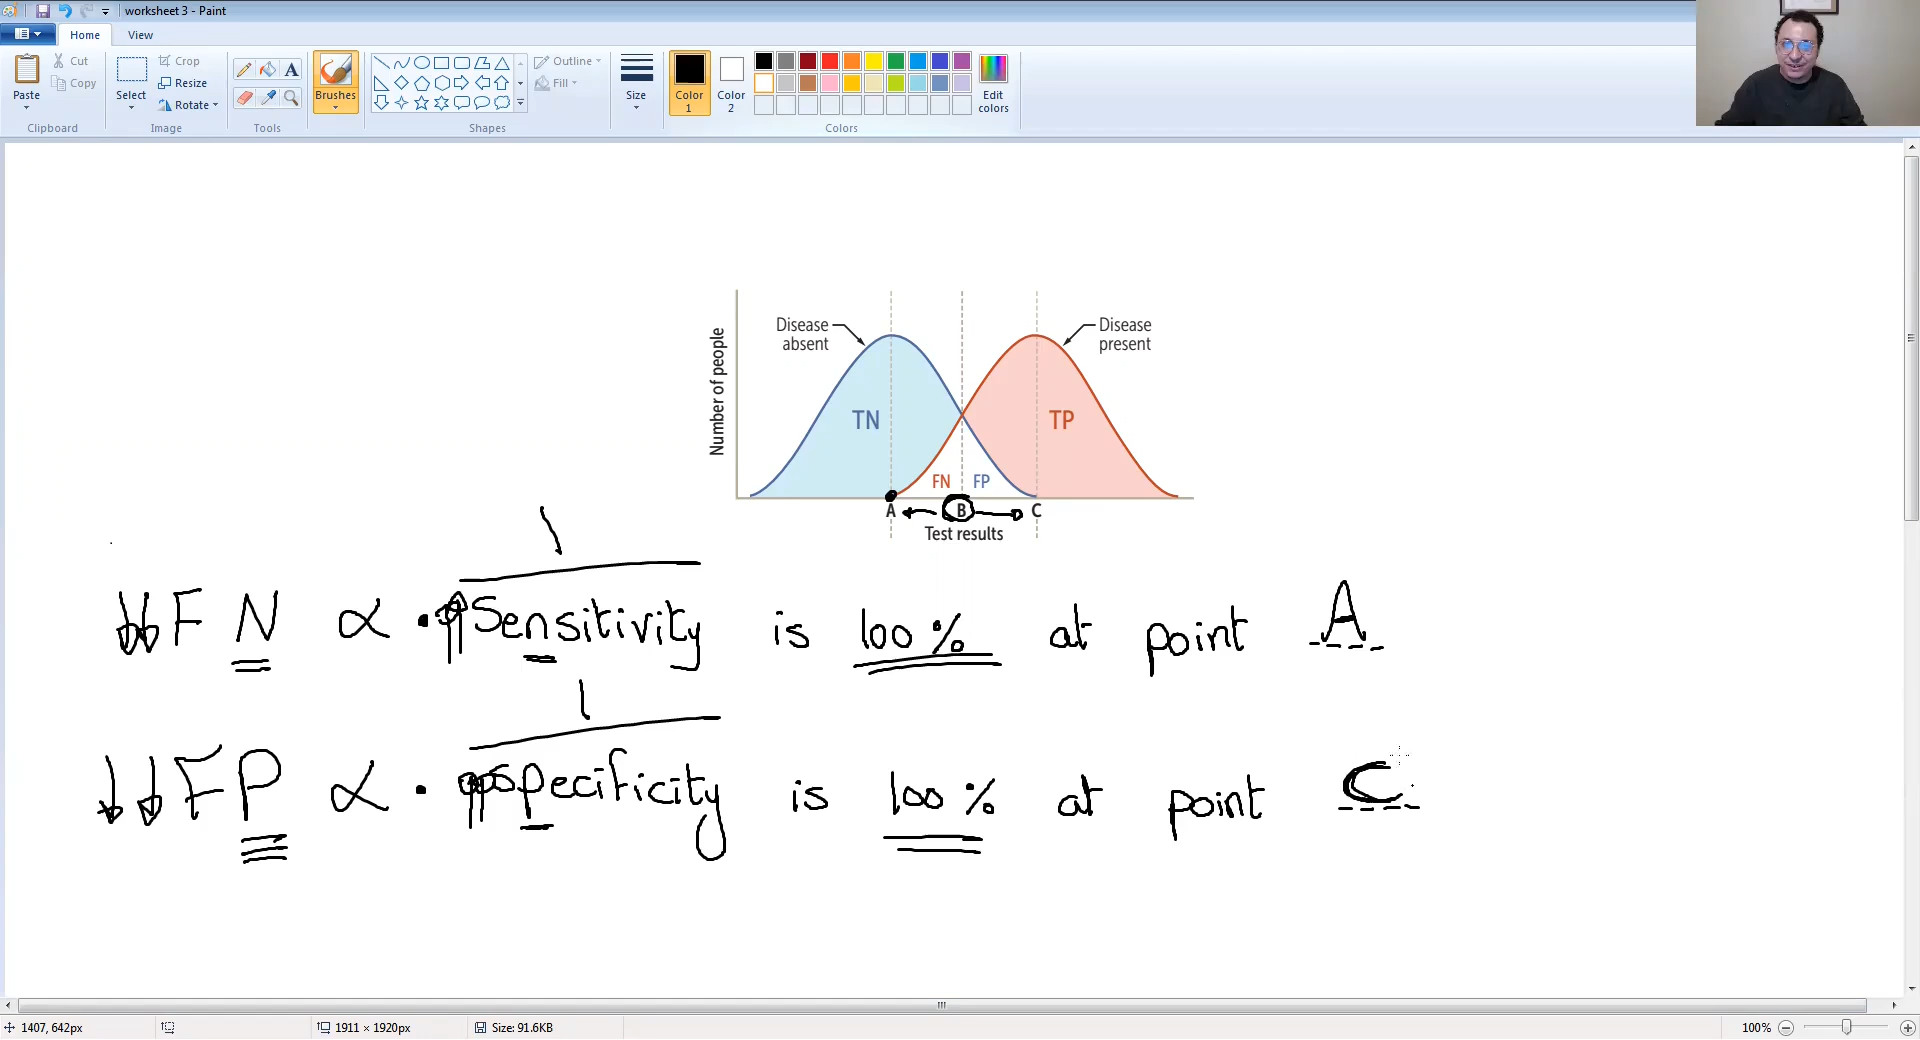 worksheet 3 - Paint
Home View
Paste Cut Copy Clipboard
Select Crop Resize Rotate Image
A Tools
Brushes
Shapes Outline Fill
Size
Color 1 Color 2 Edit colors Colors
Number of people
Disease absent
Disease present
TN TP
FN FP
A B C
Test results
1
↓↓ F N ∝ • ↑ Sensitivity is 100 % at point A
1
↓↓ F P ∝ • ↑↑ Specificity is 100 % at point C
1407, 642px 1911 × 1920px Size: 91.6KB 100%